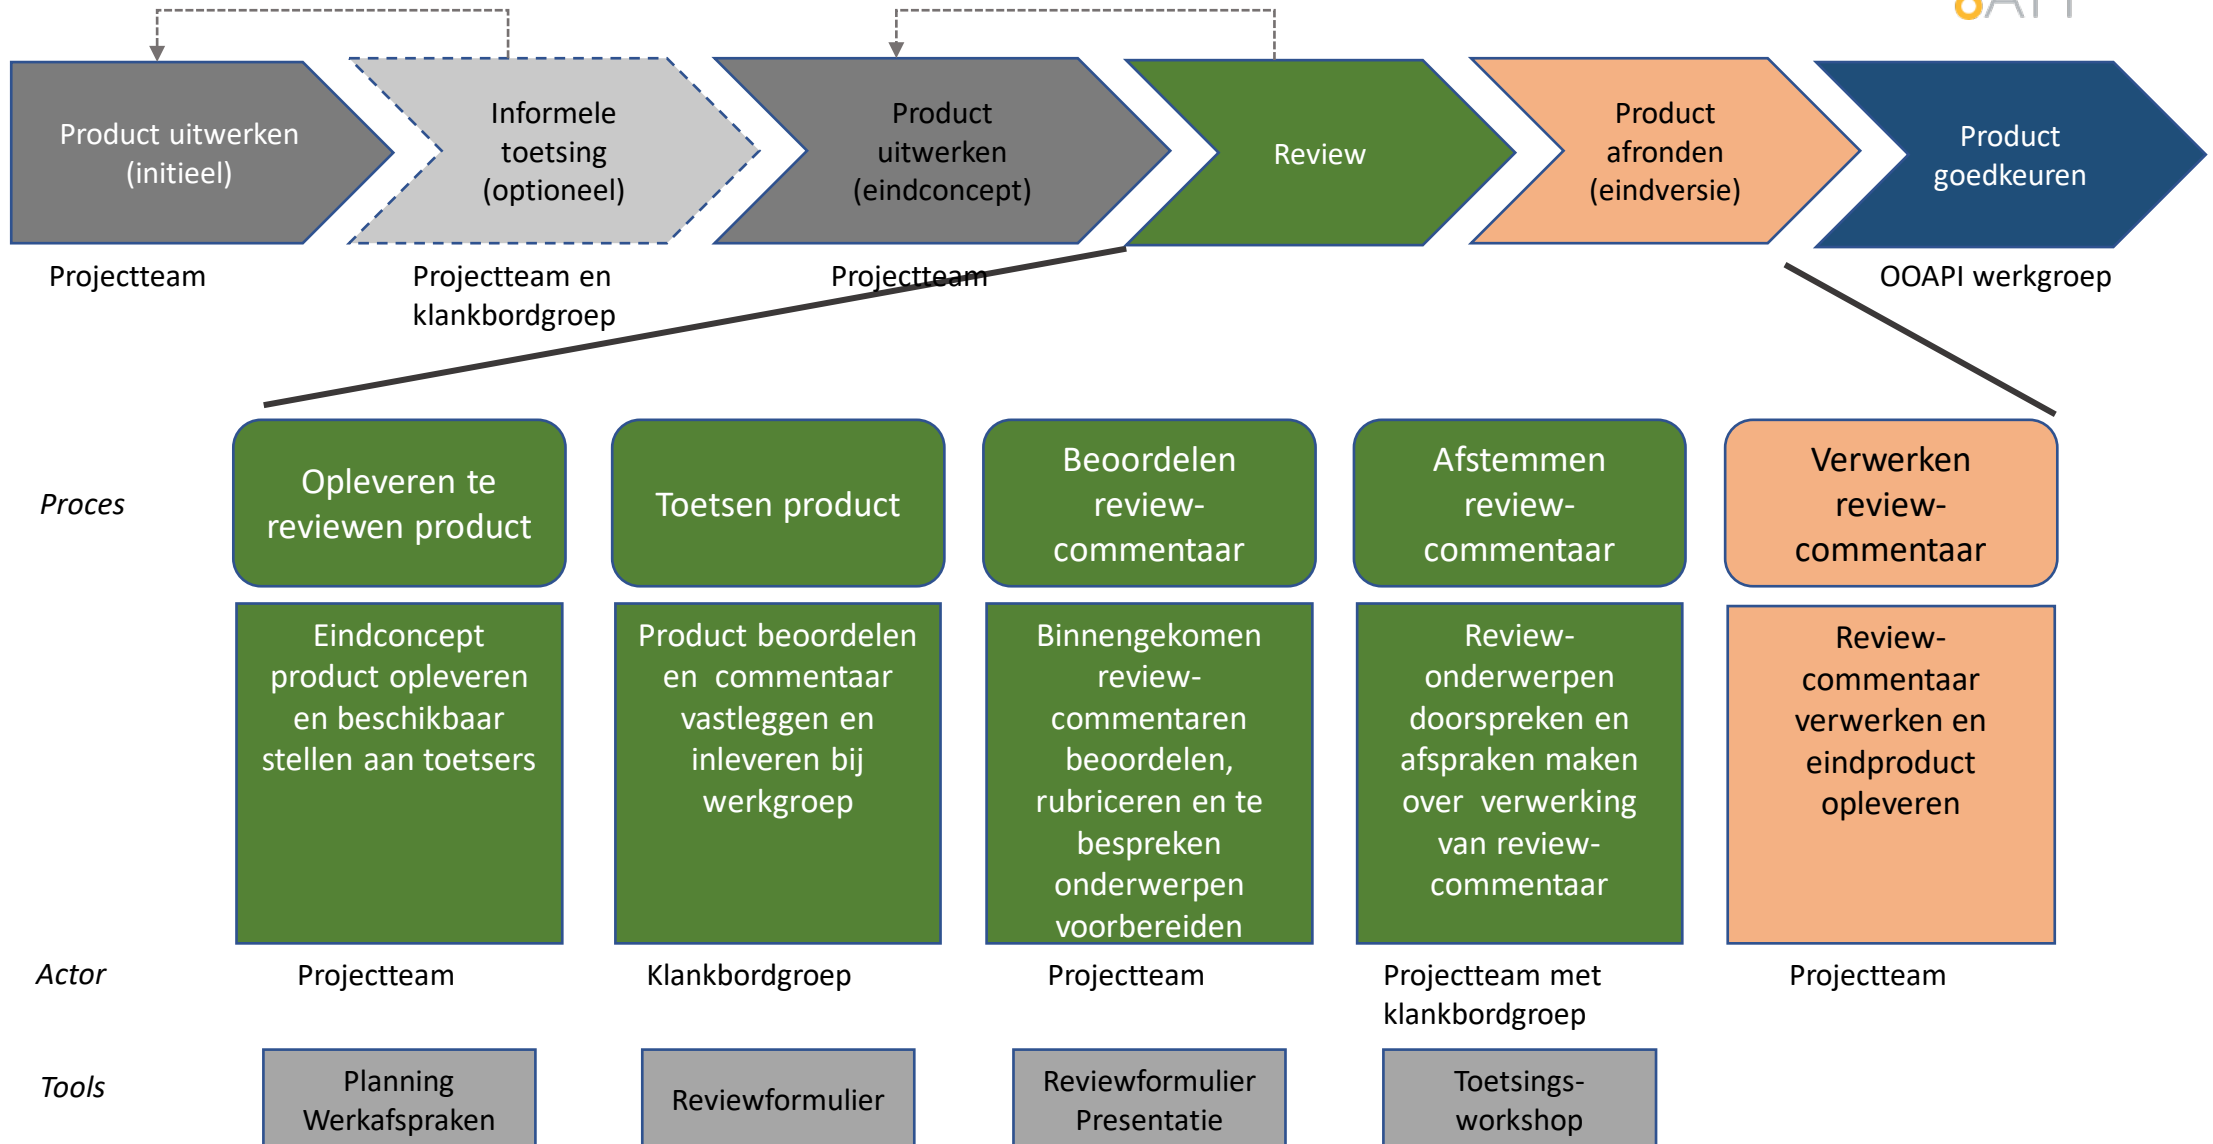 Product uitwerken
(initieel)
Informele
toetsing
(optioneel)
Product
uitwerken
(eindconcept)
Review
Product
afronden
(eindversie)
Product
goedkeuren
Projectteam
Projectteam en
klankbordgroep
Projectteam
OOAPI werkgroep
Proces
Opleveren te
reviewen product
Toetsen product
Beoordelen
review-
commentaar
Afstemmen
review-
commentaar
Verwerken
review-
commentaar
Eindconcept
product opleveren
en beschikbaar
stellen aan toetsers
Product beoordelen
en commentaar
vastleggen en
inleveren bij
werkgroep
Binnengekomen
review-
commentaren
beoordelen,
rubriceren en te
bespreken
onderwerpen
voorbereiden
Review-
onderwerpen
doorspreken en
afspraken maken
over verwerking
van review-
commentaar
Review-
commentaar
verwerken en
eindproduct
opleveren
Actor
Projectteam
Klankbordgroep
Projectteam
Projectteam met
klankbordgroep
Projectteam
Tools
Planning
Werkafspraken
Reviewformulier
Reviewformulier
Presentatie
Toetsings-
workshop